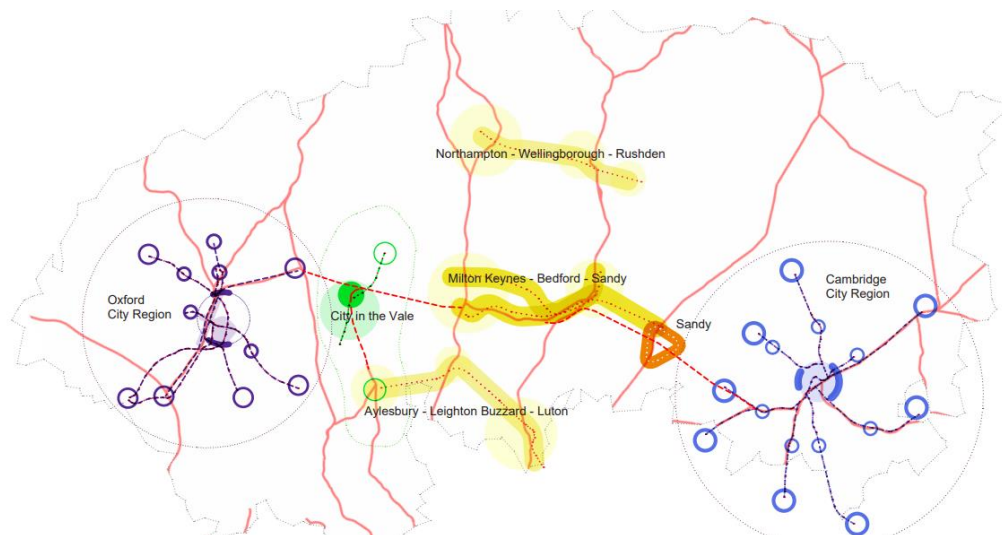 Northampton - Wellingborough - Rushden
Oxford
City Region
City in the Vale
Milton Keynes - Bedford - Sandy
Sandy
Cambridge
City Region
Aylesbury - Leighton Buzzard - Luton